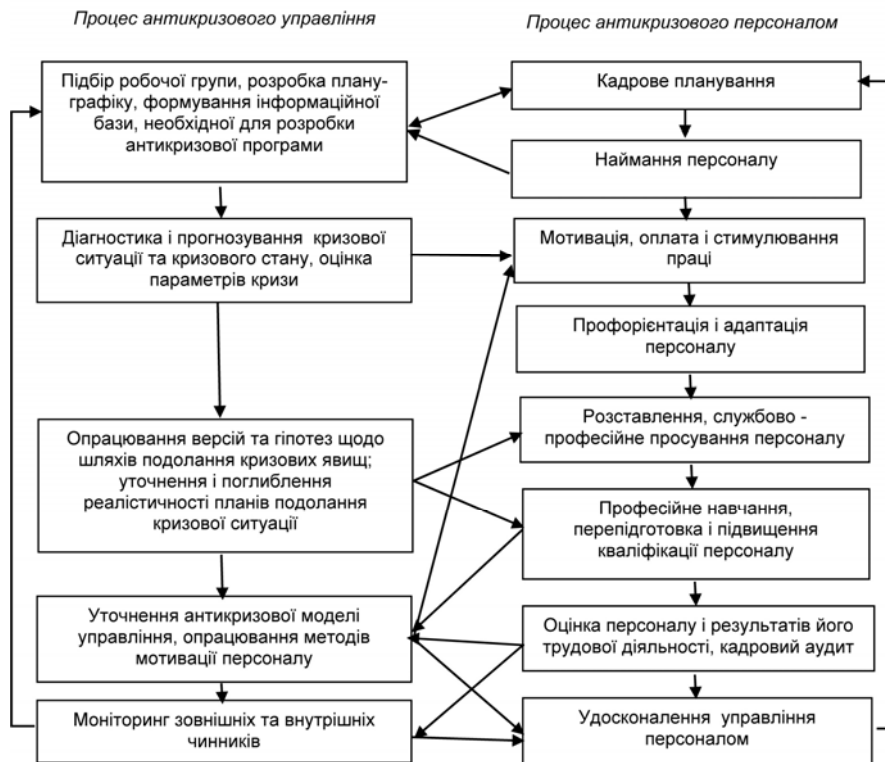 Процес антикризового управління
Підбір робочої групи, розробка плану-
графіку, формування інформаційної
бази, необхідної для розробки
антикризової програми
Діагностика і прогнозування кризової
ситуації та кризового стану, оцінка
параметрів кризи
Опрацювання версій та гіпотез щодо
шляхів подолання кризових явищ;
уточнення і поглиблення
реалістичності планів подолання
кризової ситуації
Уточнення антикризової моделі
управління, опрацювання методів
мотивації персоналу
Моніторинг зовнішніх та внутрішніх
чинників
Процес антикризового персоналом
Кадрове планування
Наймання персоналу
Мотивація, оплата і стимулювання
праці
Профорієнтація і адаптація
персоналу
Розставлення, службово -
професійне просування персоналу
Професійне навчання,
перепідготовка і підвищення
кваліфікації персоналу
Оцінка персоналу і результатів його
трудової діяльності, кадровий аудит
Удосконалення управління
персоналом